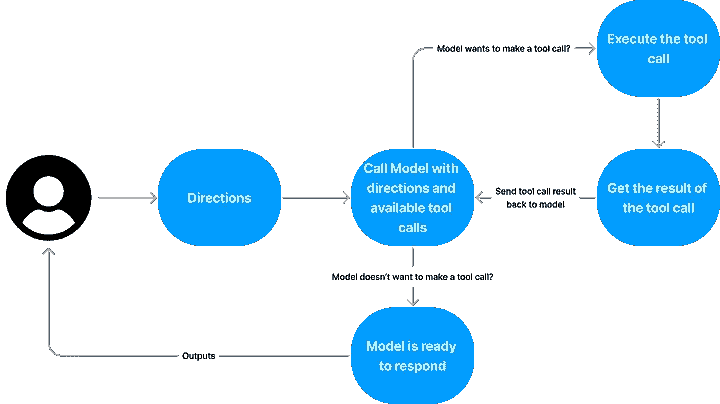 Execute the tool
call
Model wants to make a tool call?
Directions
Call Model with
directions and
available tool
calls
Send tool call result
back to model
Get the result of
the tool call
Model doesn't want to make a tool call?
Model is ready
to respond
Outputs